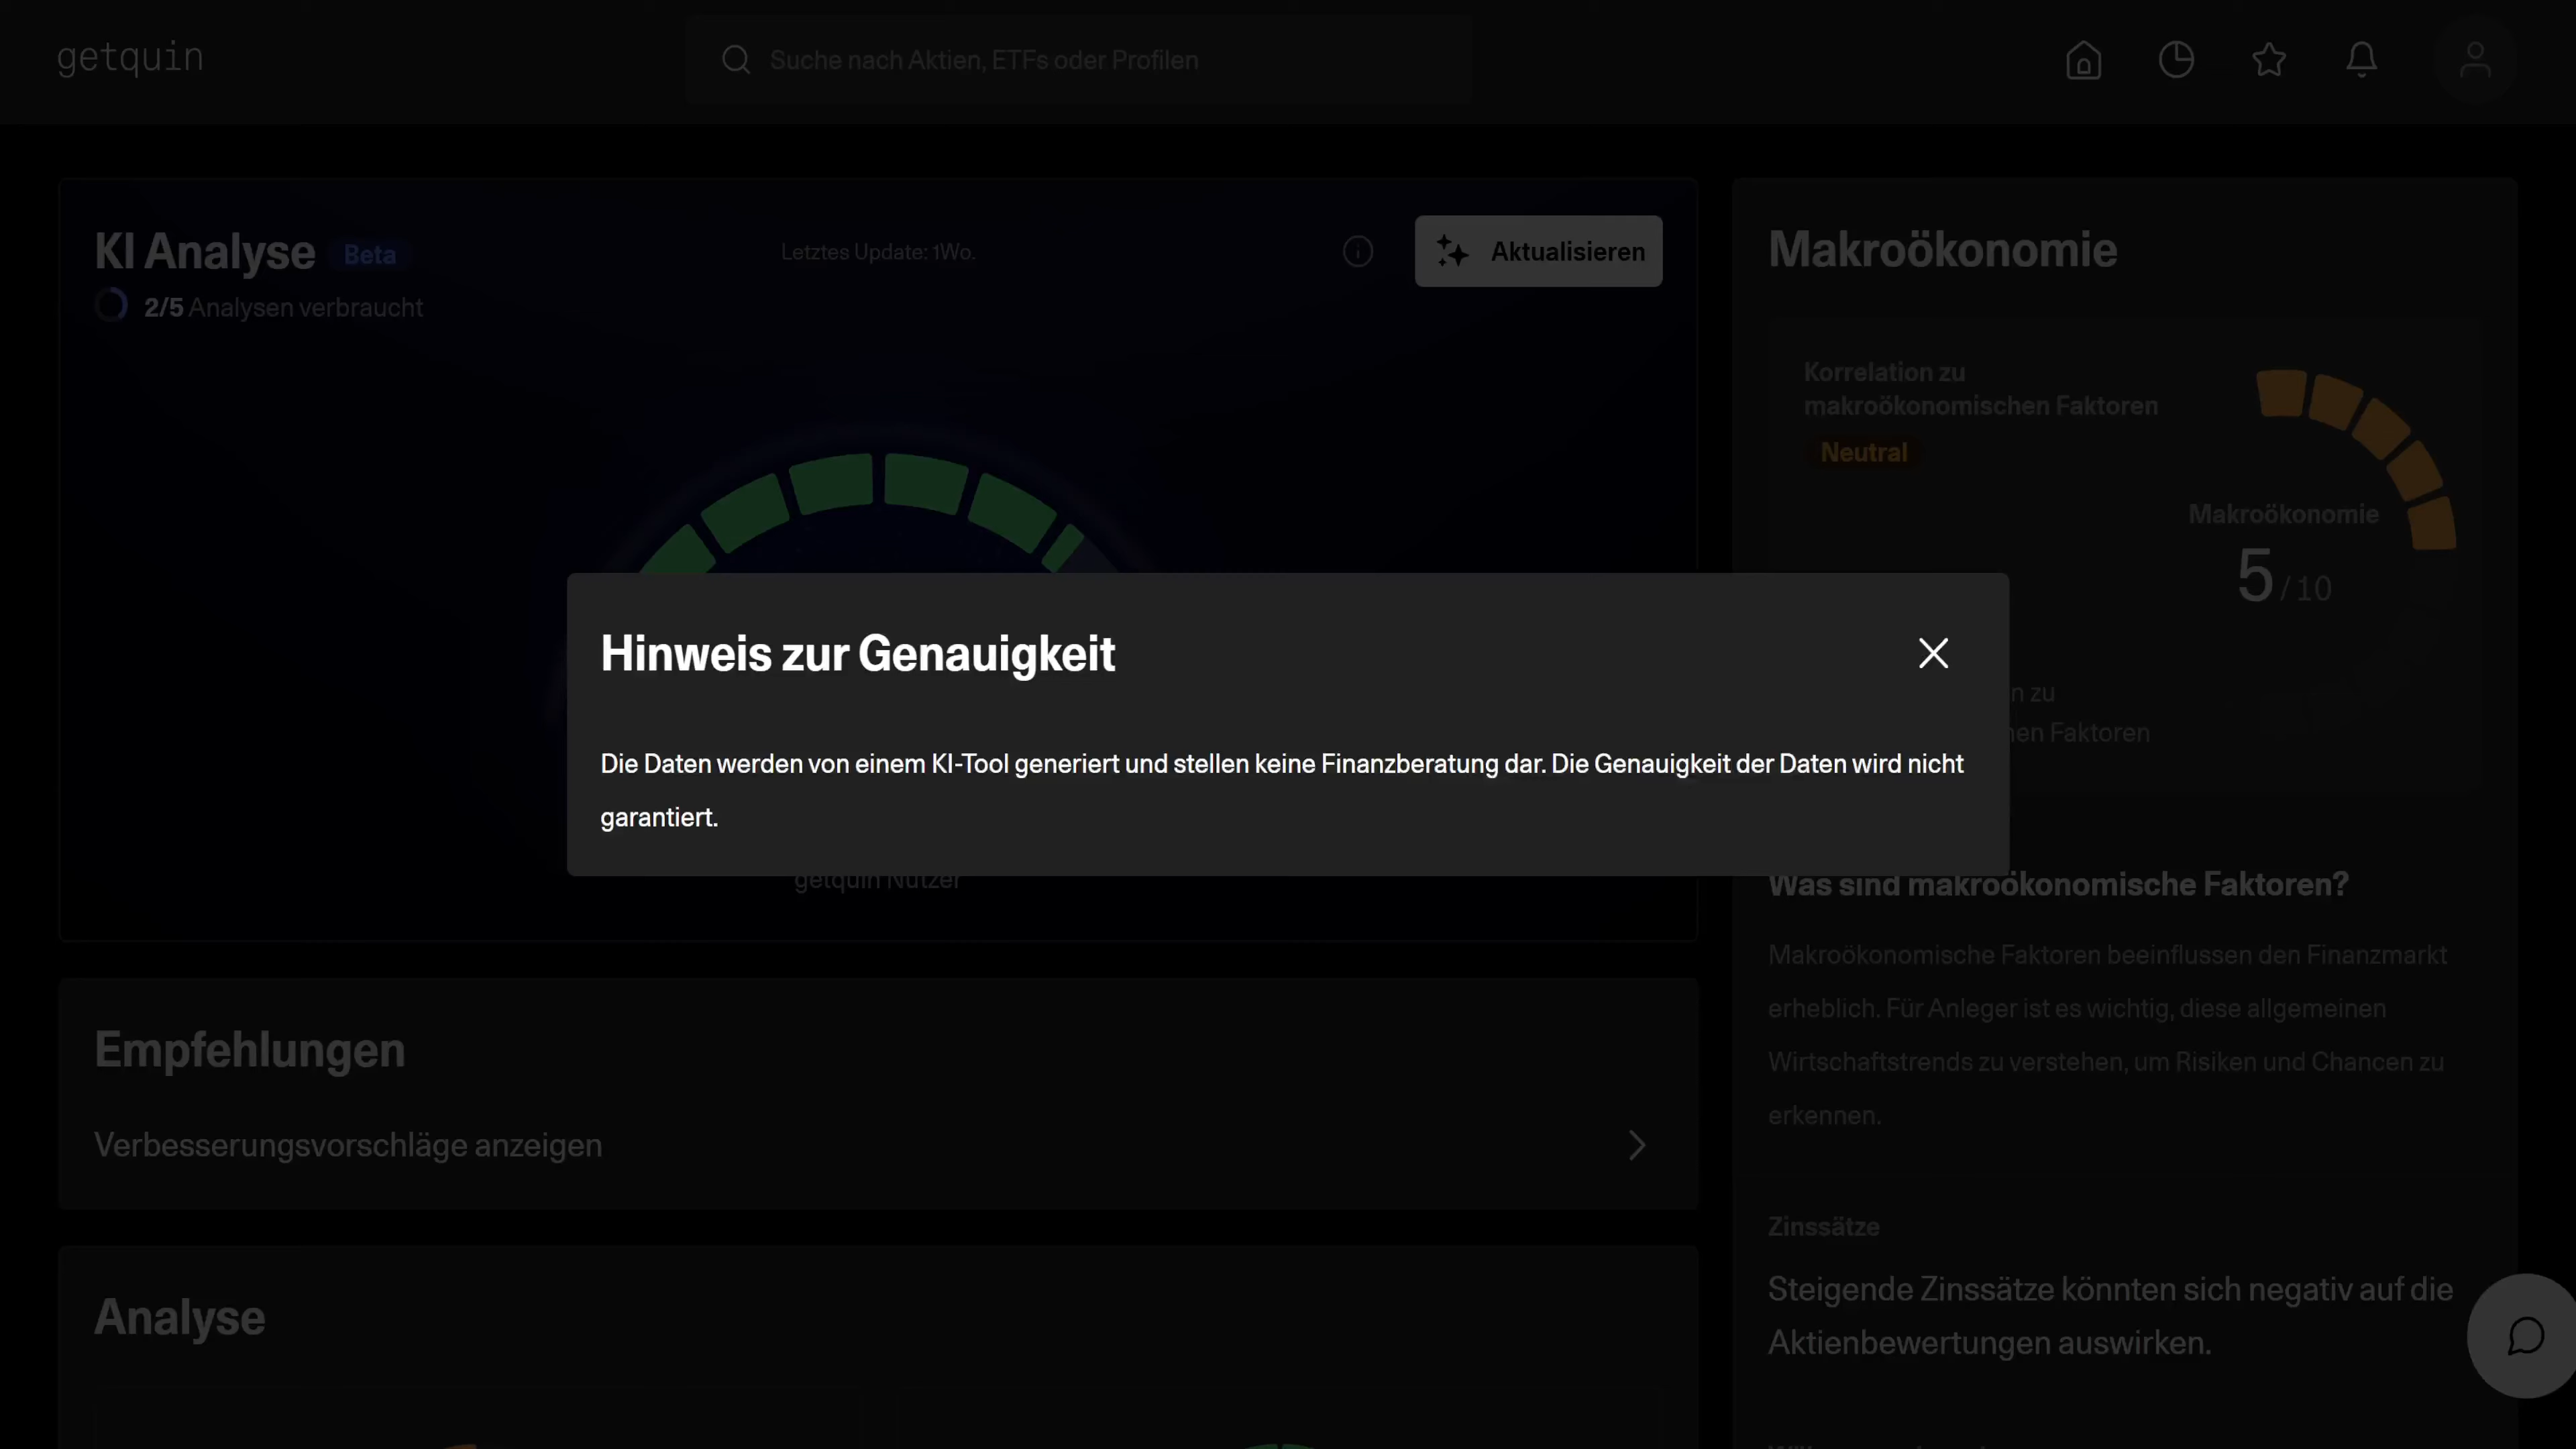 getquin
Suche nach Aktien, ETFs oder Profilen
KI Analyse Beta
Letztes Update: 1Wo.
Aktualisieren
2/5 Analysen verbraucht
Makroökonomie
Korrelation zu
makroökonomischen Faktoren
Neutral
Makroökonomie
5 / 10
Hinweis zur Genauigkeit
Die Daten werden von einem KI-Tool generiert und stellen keine Finanzberatung dar. Die Genauigkeit der Daten wird nicht
garantiert.
n zu
Faktoren
getquin Nutzer
Was sind makroökonomische Faktoren?
Makroökonomische Faktoren beeinflussen den Finanzmarkt
erheblich. Für Anleger ist es wichtig, diese allgemeinen
Wirtschaftstrends zu verstehen, um Risiken und Chancen zu
erkennen.
Empfehlungen
Verbesserungsvorschläge anzeigen
Zinssätze
Steigende Zinssätze könnten sich negativ auf die
Aktienbewertungen auswirken.
Analyse